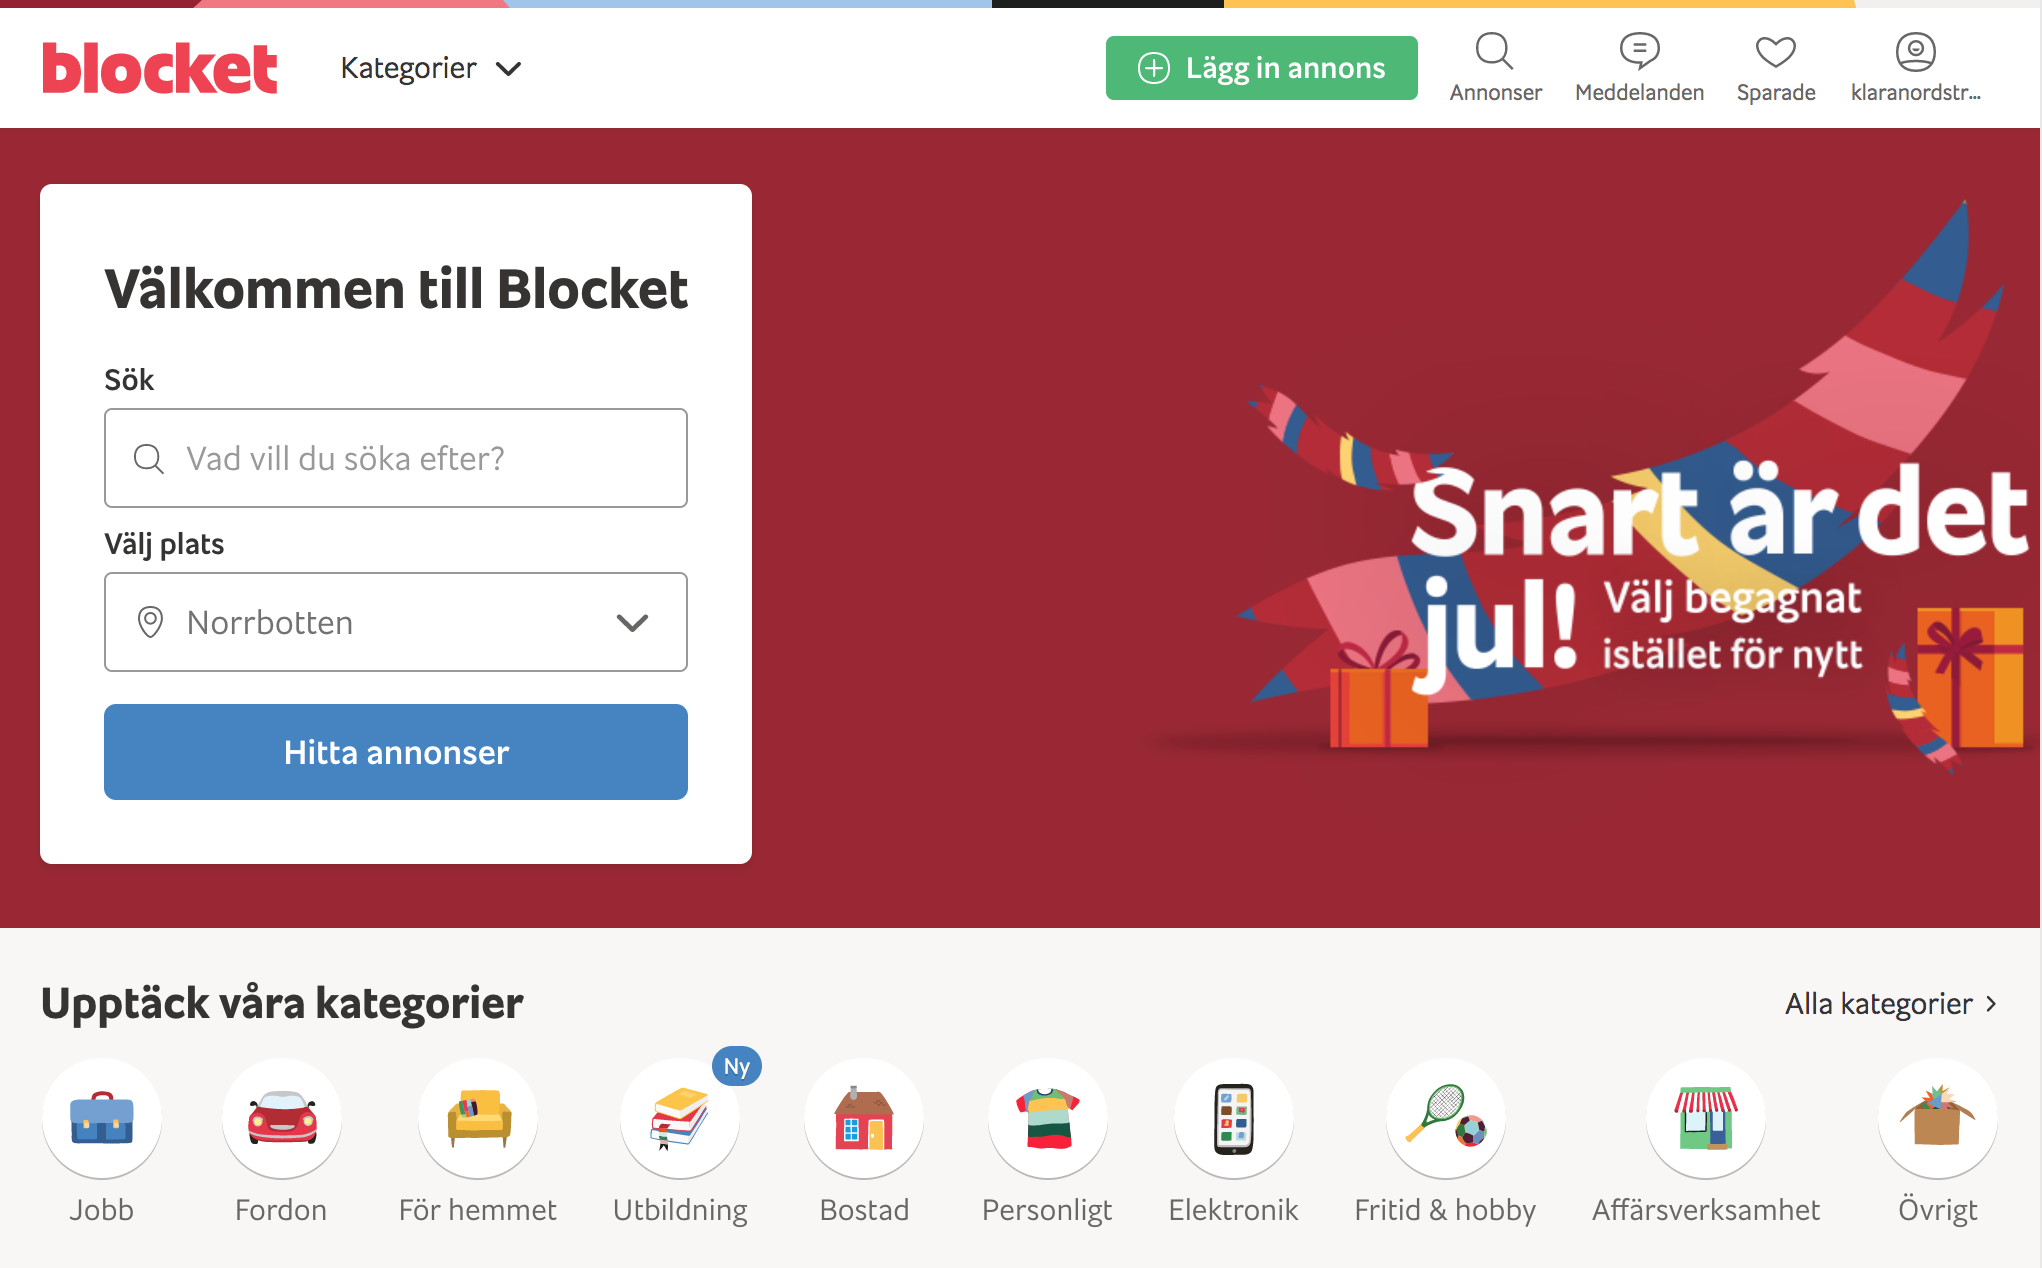 blocket
Kategorier
Lägg in annons
Annonser
Meddelanden
Sparade
klaranordstr...
Välkommen till Blocket
Sök
Vad vill du söka efter?
Välj plats
Norrbotten
Hitta annonser
Snart är det
jul!
Välj begagnat
istället för nytt
Upptäck våra kategorier
Alla kategorier
Ny
Jobb
Fordon
För hemmet
Utbildning
Bostad
Personligt
Elektronik
Fritid & hobby
Affärsverksamhet
Övrigt